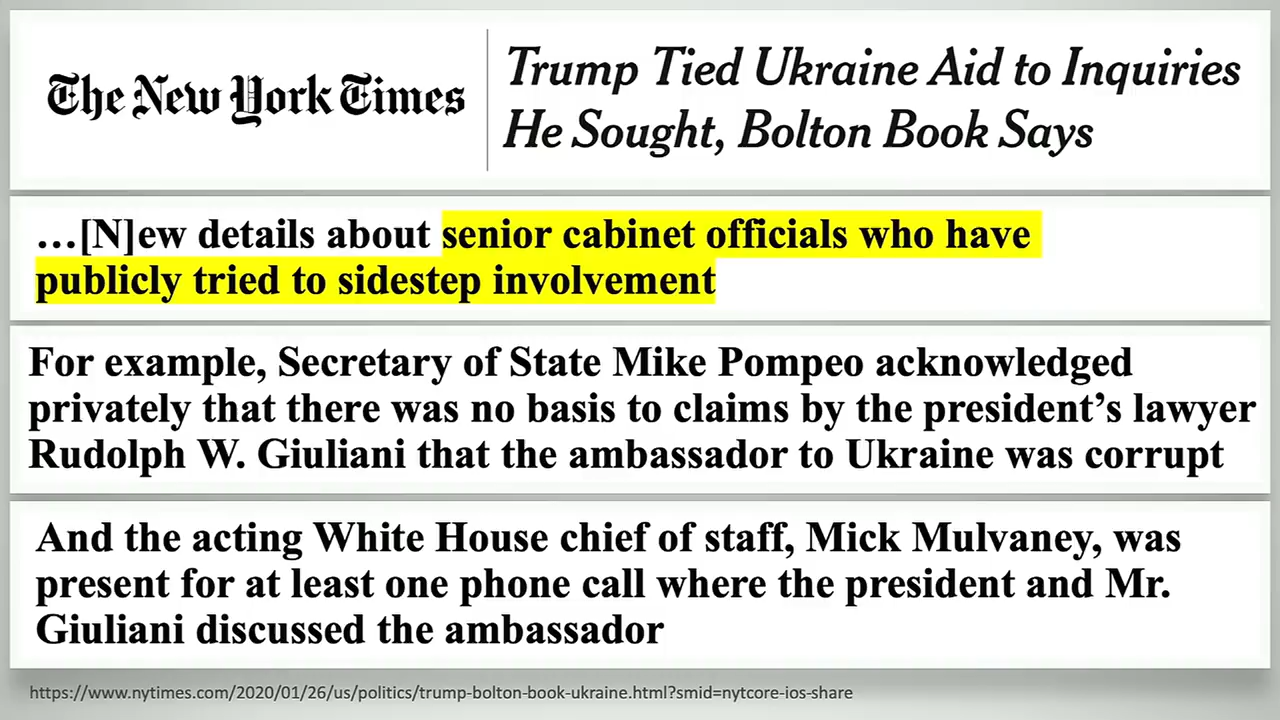 The New York Times
Trump Tied Ukraine Aid to Inquiries
He Sought, Bolton Book Says
…[N]ew details about senior cabinet officials who have
publicly tried to sidestep involvement
For example, Secretary of State Mike Pompeo acknowledged
privately that there was no basis to claims by the president’s lawyer
Rudolph W. Giuliani that the ambassador to Ukraine was corrupt
And the acting White House chief of staff, Mick Mulvaney, was
present for at least one phone call where the president and Mr.
Giuliani discussed the ambassador
https://www.nytimes.com/2020/01/26/us/politics/trump-bolton-book-ukraine.html?smid=nytcore-ios-share